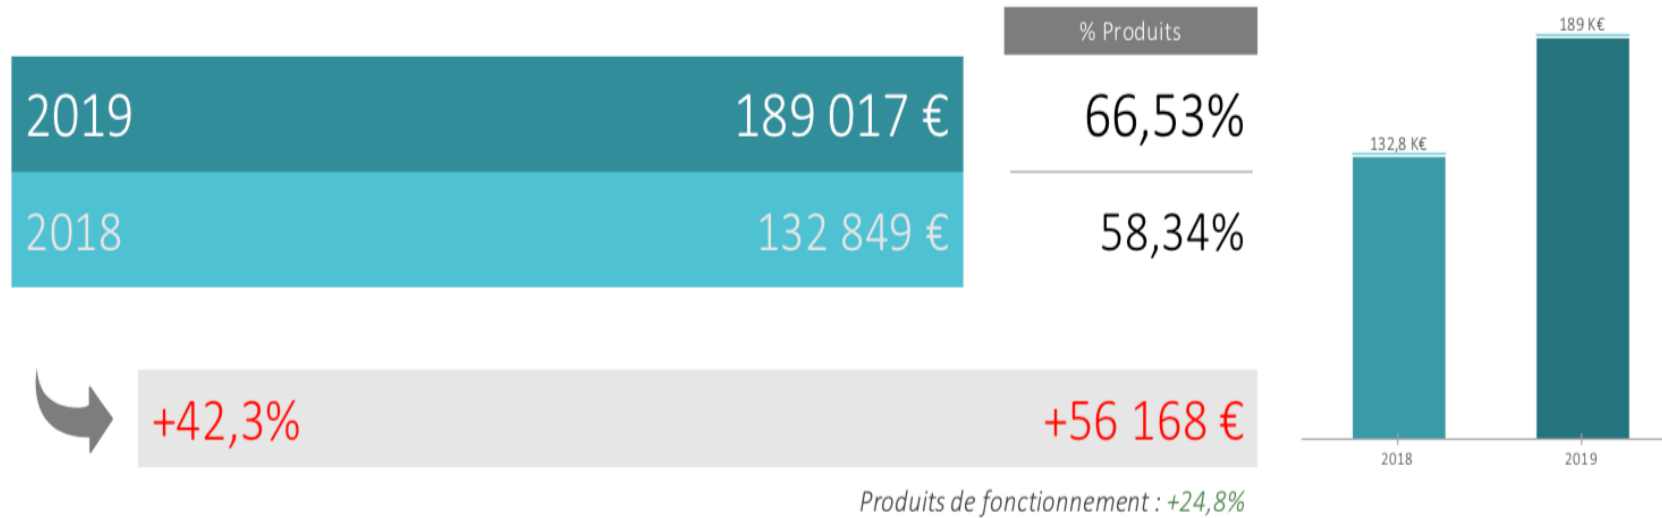 % Produits
2019 189 017 € 66,53%
2018 132 849 € 58,34%
+42,3% +56 168 €
Produits de fonctionnement : +24,8%
189 K€
132,8 K€
2018 2019